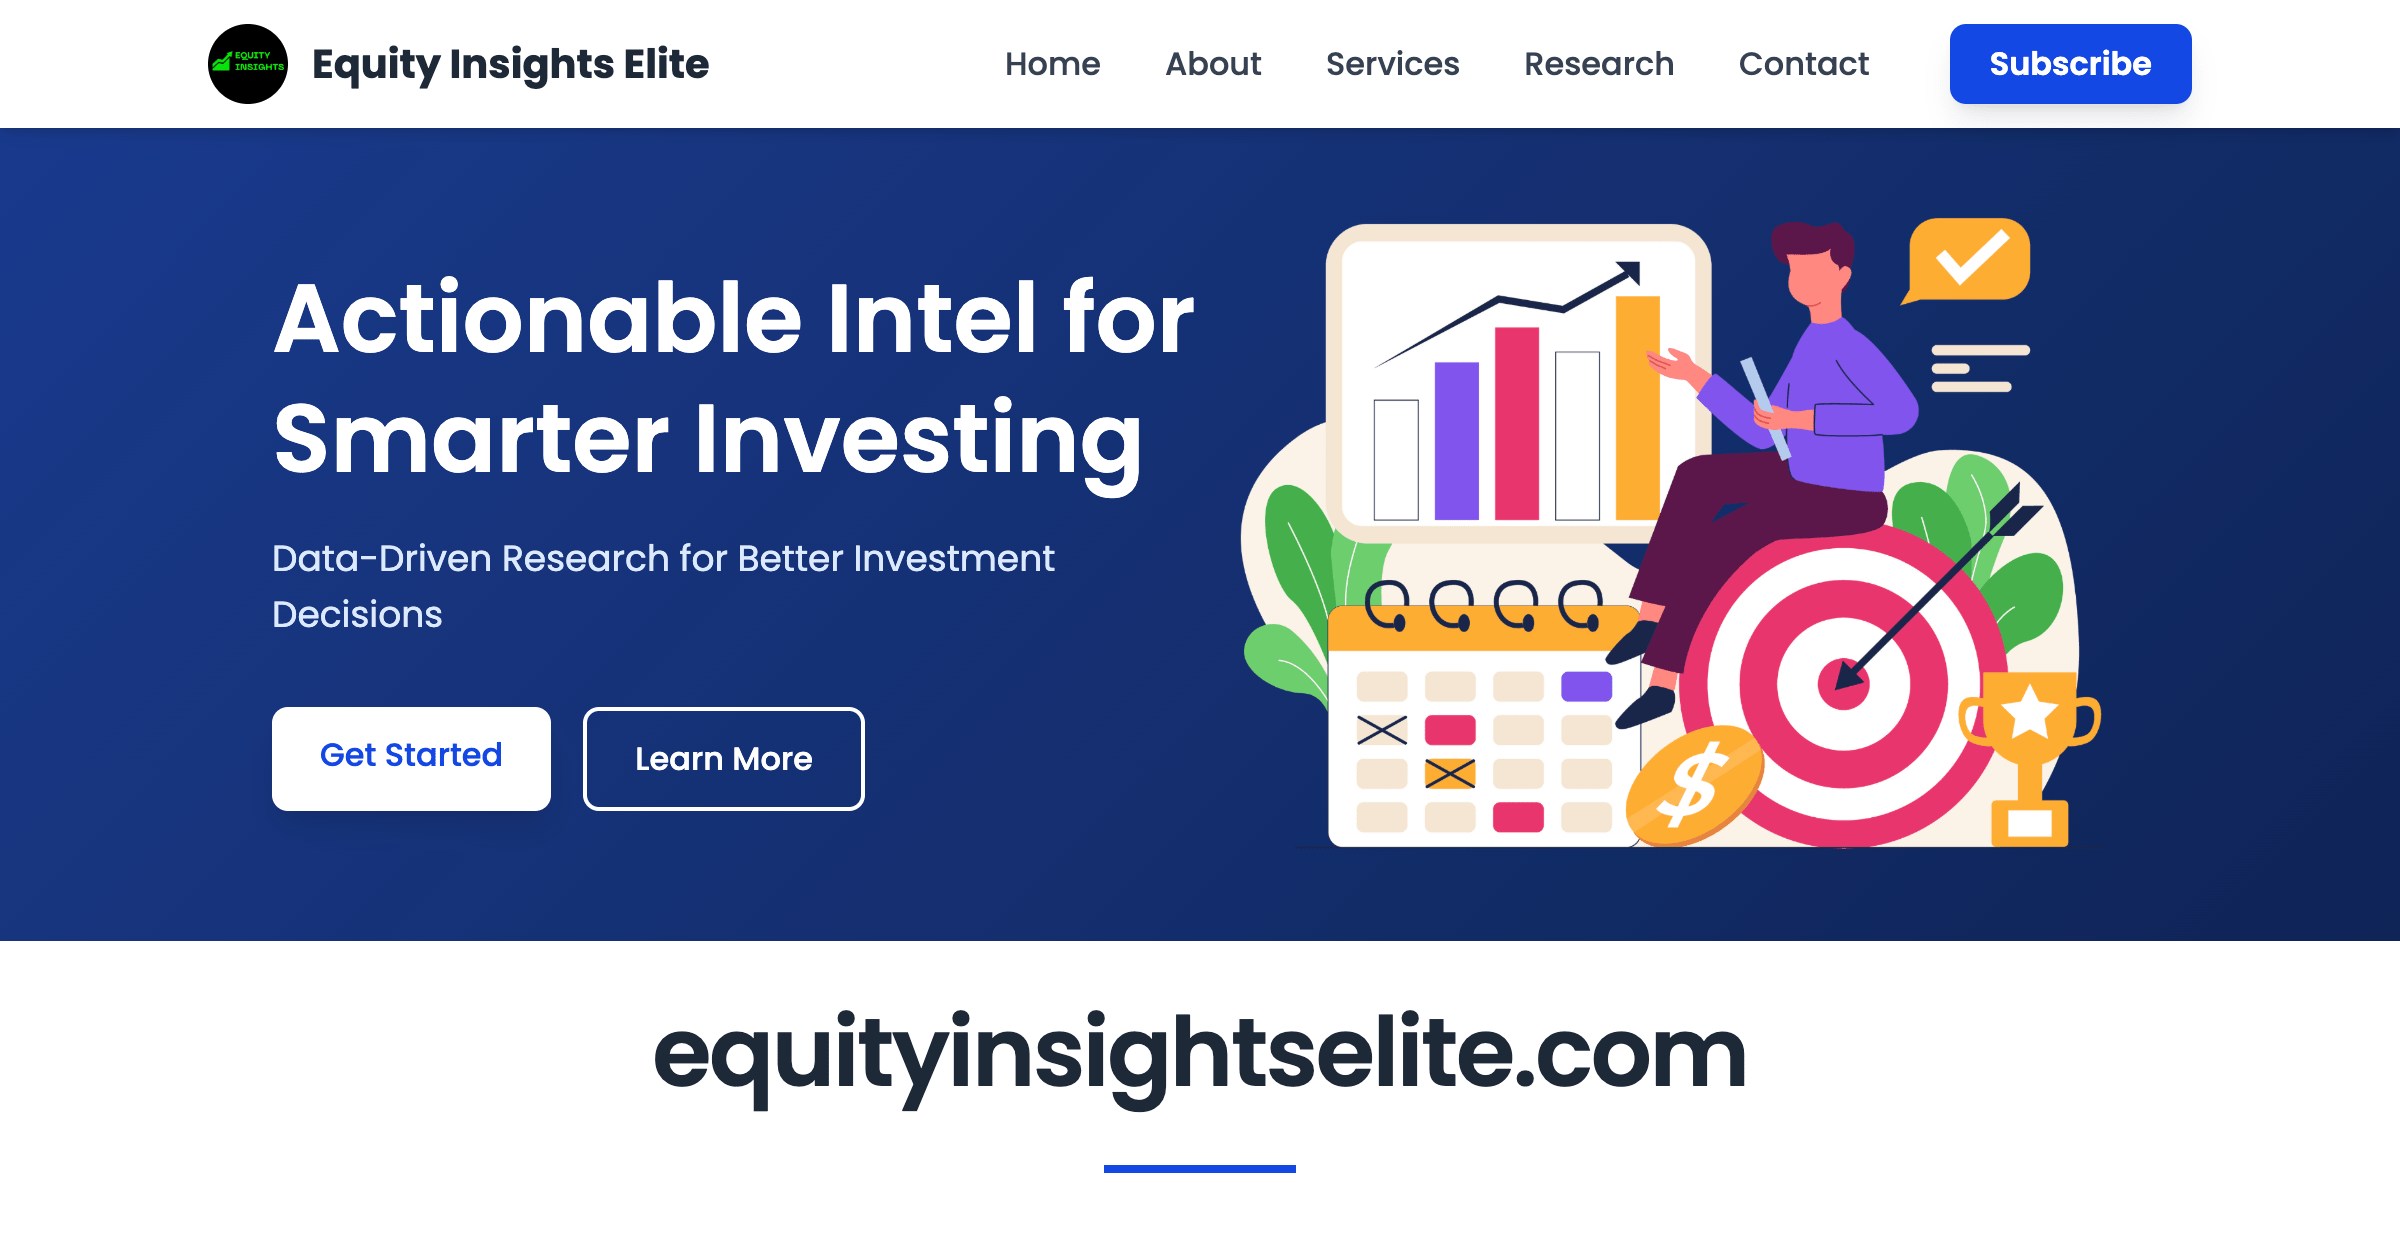 EQUITY
INSIGHTS
Equity Insights Elite
Home
About
Services
Research
Contact
Subscribe
Actionable Intel for
Smarter Investing
Data-Driven Research for Better Investment
Decisions
Get Started
Learn More
$
equityinsightselite.com